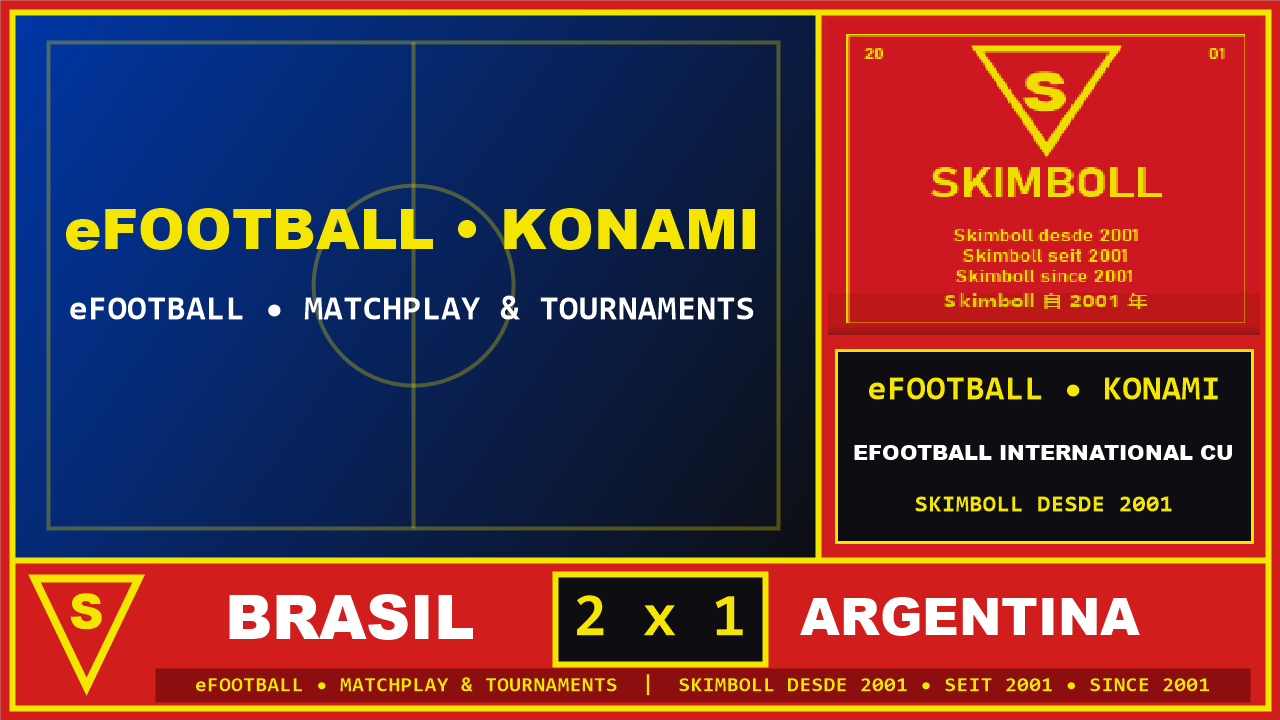 eFOOTBALL • KONAMI
eFOOTBALL • MATCHPLAY & TOURNAMENTS
20 01
S
SKIMBOLL
Skimboll desde 2001
Skimboll seit 2001
Skimboll since 2001
Skimboll 自 2001 年
eFOOTBALL • KONAMI
EFOOTBALL INTERNATIONAL CU
SKIMBOLL DESDE 2001
S
BRASIL 2 x 1 ARGENTINA
eFOOTBALL • MATCHPLAY & TOURNAMENTS | SKIMBOLL DESDE 2001 • SEIT 2001 • SINCE 2001